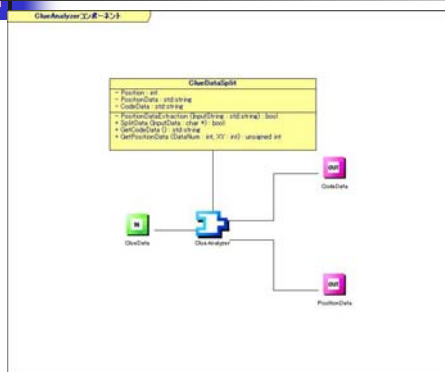 ClueAnalyzerコンポーネント
ClueDataSplit
- Position : int
- PositionData : std:string
- CodeData : std:string
- PositionDataExtraction (InputString : std:string) : bool
+ SplitData (InputData : char *) : bool
+ GetCodeData () : std:string
+ GetPositionData (DataNum : int, XY : int) : unsigned int
out
CodeData
IN
ClueData
ClueAnalyzer
out
PositionData